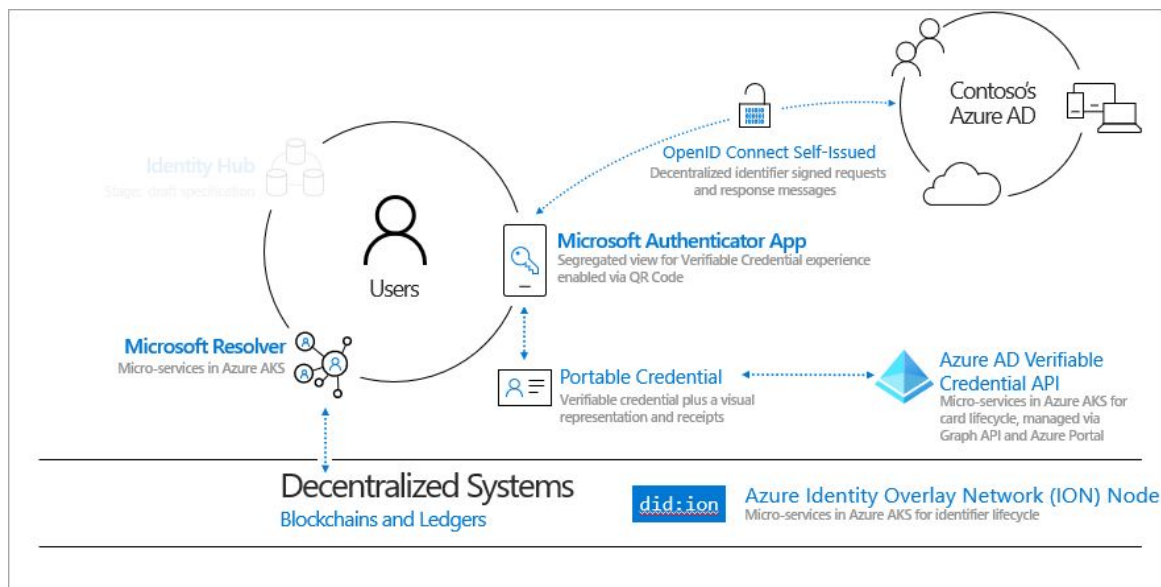 Contoso's
Azure AD
OpenID Connect Self-Issued
Decentralized identifier signed requests
and response messages
Identity Hub
Stage: draft specification
Users
Microsoft Authenticator App
Segregated view for Verifiable Credential experience
enabled via QR Code
Microsoft Resolver
Micro-services in Azure AKS
Portable Credential
Verifiable credential plus a visual
representation and receipts
Azure AD Verifiable
Credential API
Micro-services in Azure AKS for
card lifecycle, managed via
Graph API and Azure Portal
Decentralized Systems
Blockchains and Ledgers
did:ion
Azure Identity Overlay Network (ION) Node
Micro-services in Azure AKS for identifier lifecycle